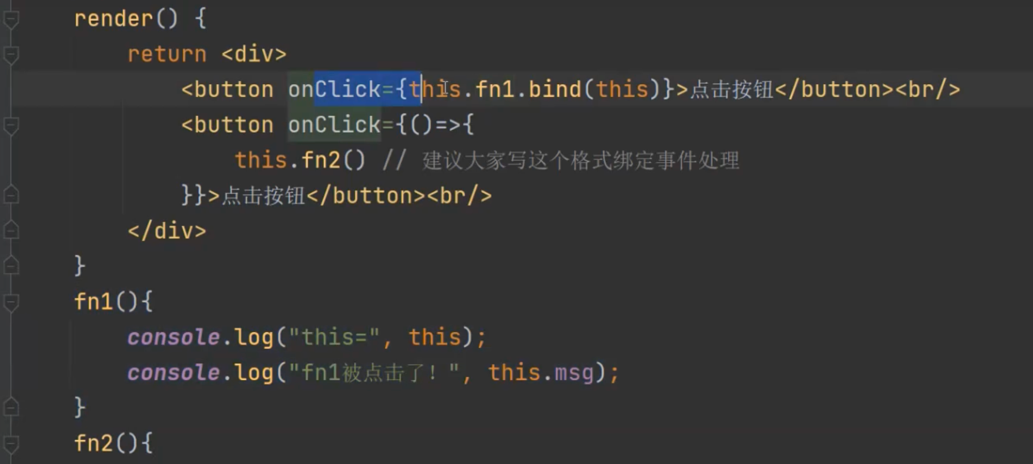 render() {
return <div>
<button onClick={this.fn1.bind(this)}>点击按钮</button><br/>
<button onClick={()=>{
this.fn2() // 建议大家写这个格式绑定事件处理
}}>点击按钮</button><br/>
</div>
}
fn1(){
console.log("this=", this);
console.log("fn1被点击了！", this.msg);
}
fn2(){